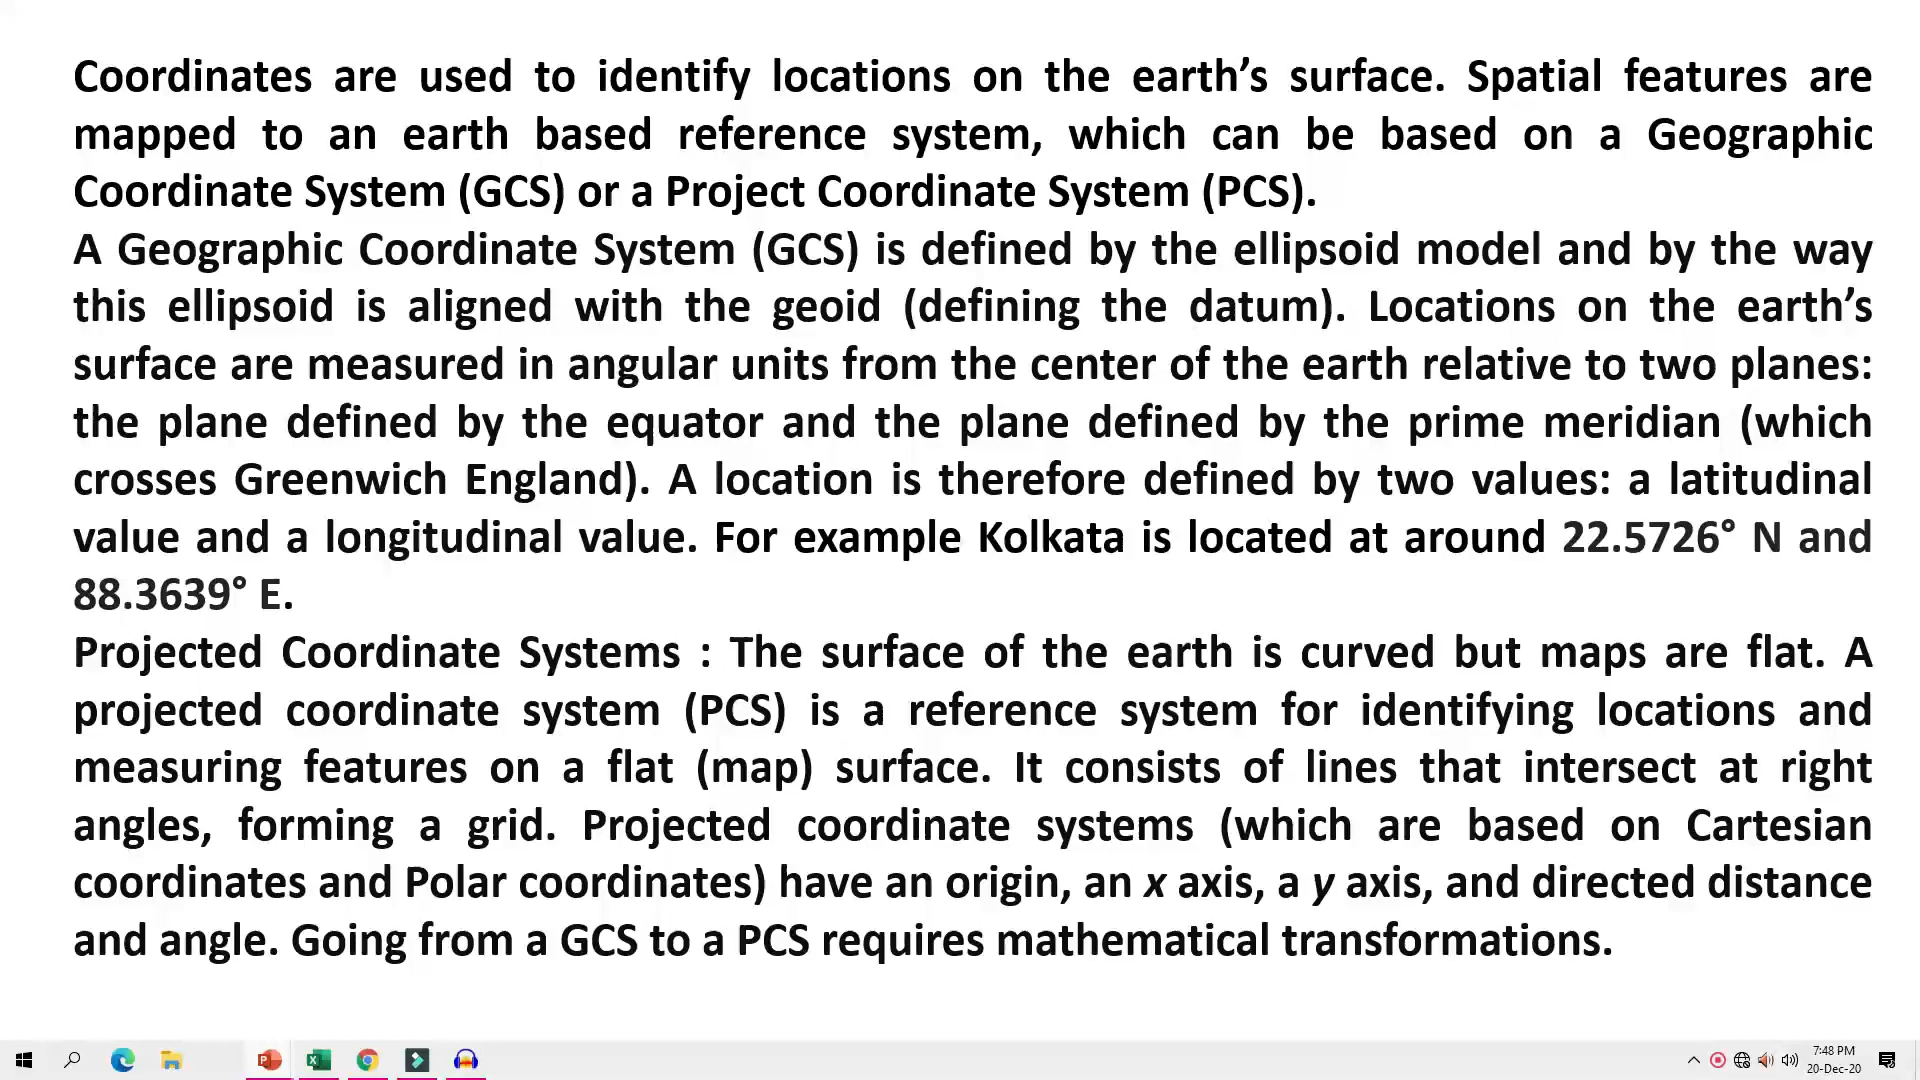 Coordinates are used to identify locations on the earth’s surface. Spatial features are
mapped to an earth based reference system, which can be based on a Geographic
Coordinate System (GCS) or a Project Coordinate System (PCS).
A Geographic Coordinate System (GCS) is defined by the ellipsoid model and by the way
this ellipsoid is aligned with the geoid (defining the datum). Locations on the earth’s
surface are measured in angular units from the center of the earth relative to two planes:
the plane defined by the equator and the plane defined by the prime meridian (which
crosses Greenwich England). A location is therefore defined by two values: a latitudinal
value and a longitudinal value. For example Kolkata is located at around 22.5726° N and
88.3639° E.
Projected Coordinate Systems : The surface of the earth is curved but maps are flat. A
projected coordinate system (PCS) is a reference system for identifying locations and
measuring features on a flat (map) surface. It consists of lines that intersect at right
angles, forming a grid. Projected coordinate systems (which are based on Cartesian
coordinates and Polar coordinates) have an origin, an x axis, a y axis, and directed distance
and angle. Going from a GCS to a PCS requires mathematical transformations.
7:48 PM
20-Dec-20